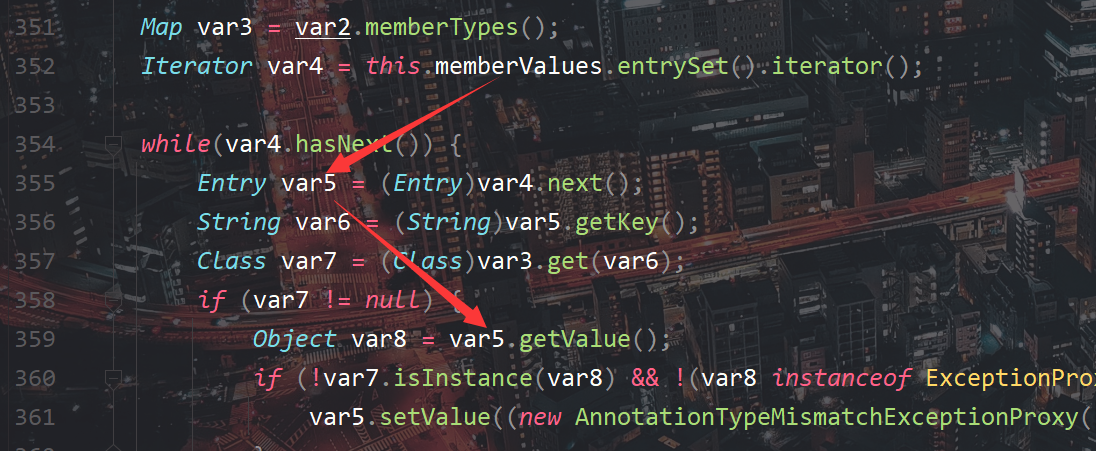 351 Map var3 = var2.memberTypes();
352 Iterator var4 = this.memberValues.entrySet().iterator();
353
354 while(var4.hasNext()) {
355 Entry var5 = (Entry)var4.next();
356 String var6 = (String)var5.getKey();
357 Class var7 = (Class)var3.get(var6);
358 if (var7 != null) {
359 Object var8 = var5.getValue();
360 if (!var7.isInstance(var8) && !(var8 instanceof ExceptionPro
361 var5.setValue((new AnnotationTypeMismatchExceptionProxy(